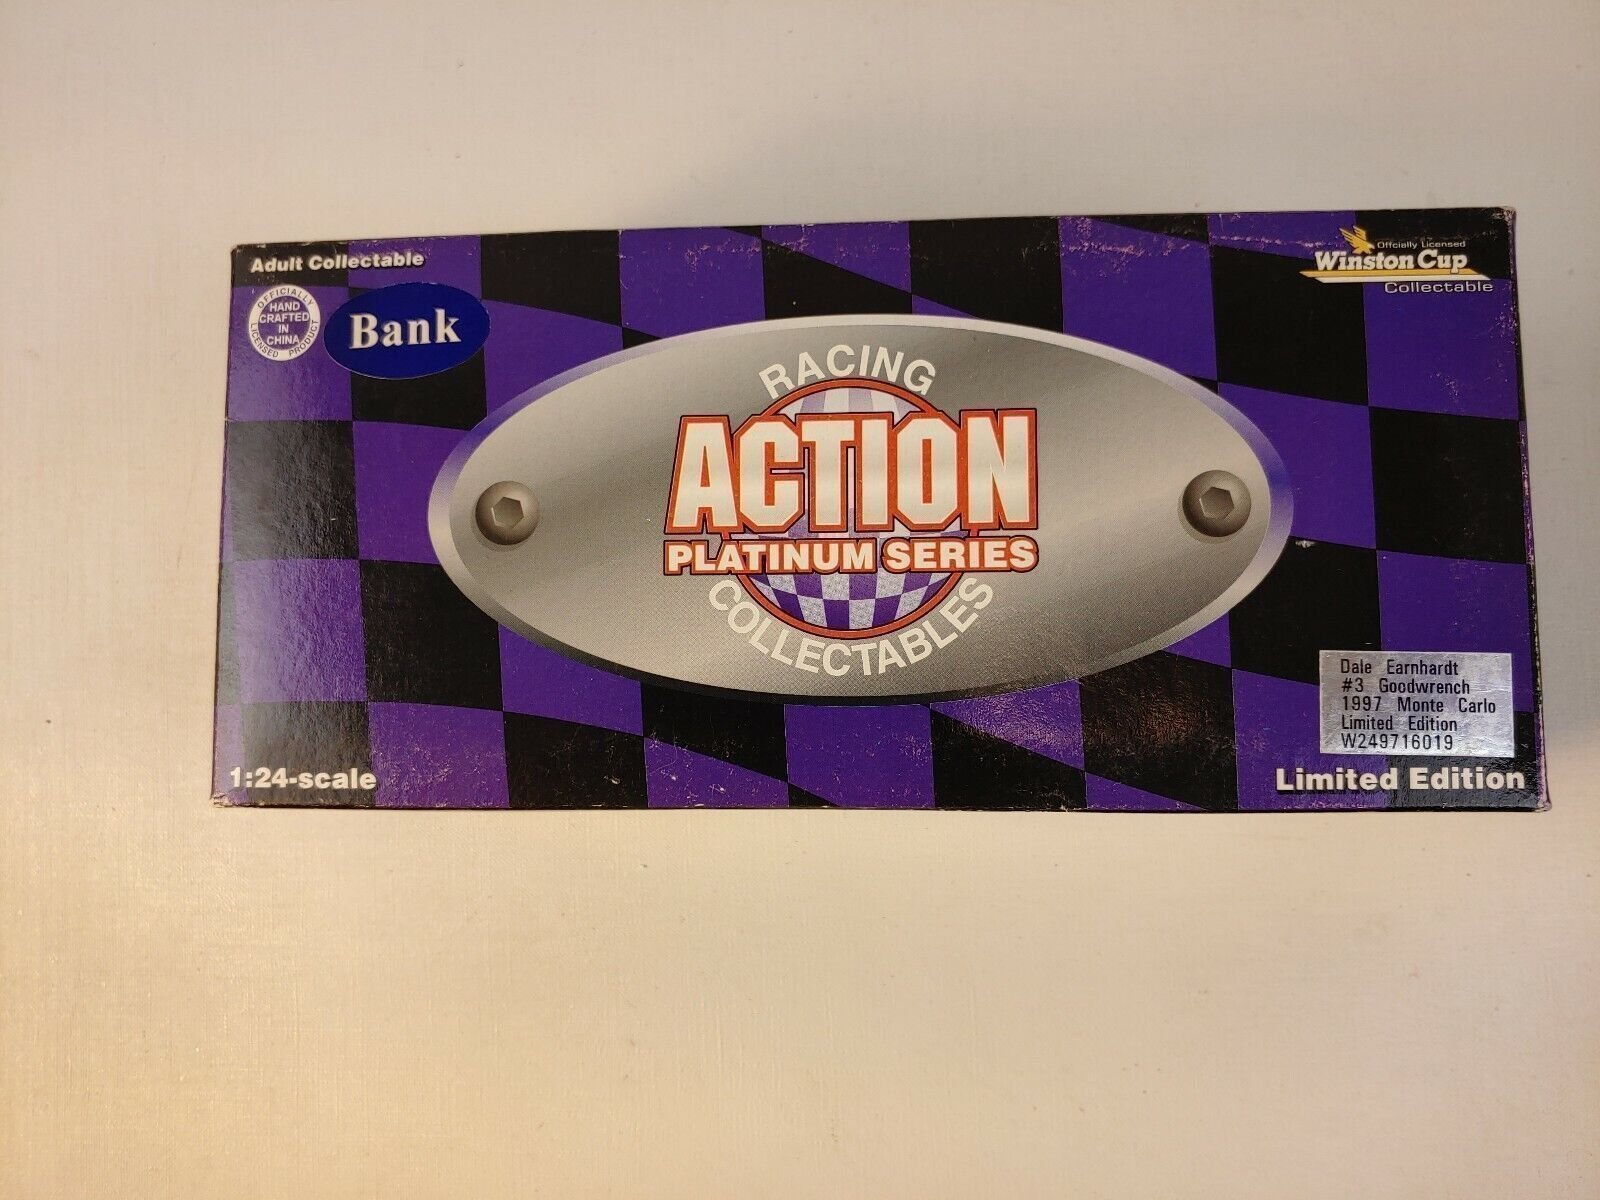 Adult Collectable
OFFICIALLY
HAND
CRAFTED
IN
CHINA
LICENSED PRODUCT
Bank
Offcially Licensed
Winston Cup
Collectable
RACING
ACTION
PLATINUM SERIES
COLLECTABLES
Dale Earnhardt
#3 Goodwrench
1997 Monte Carlo
Limited Edition
W249716019
1:24-scale
Limited Edition